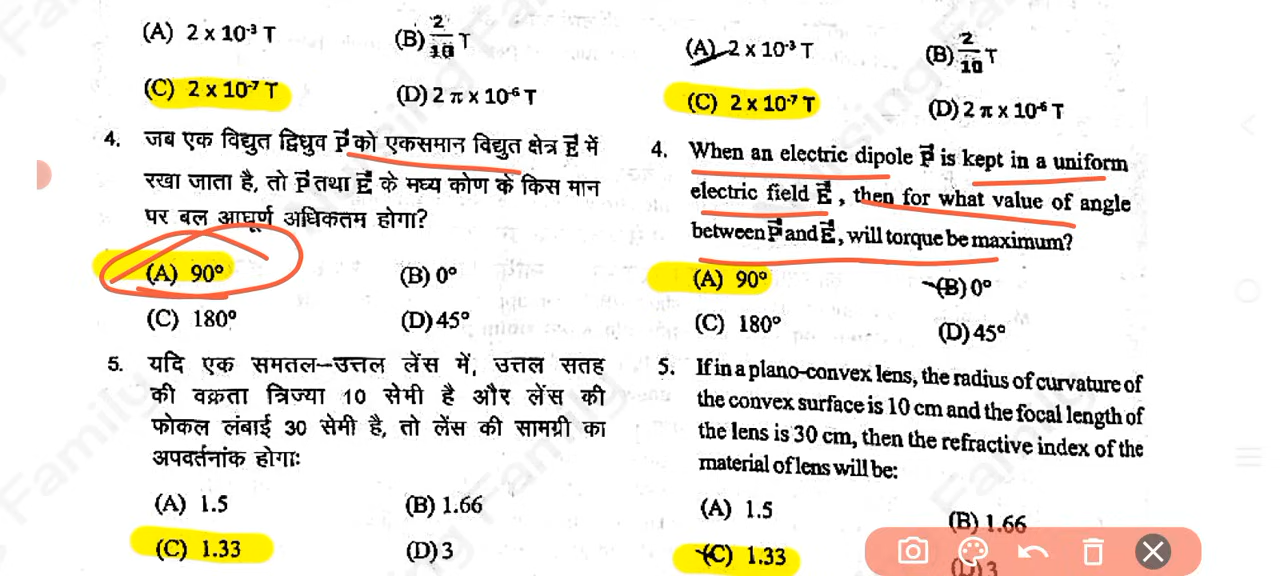 (A) 2 x 10⁻³ T (B) 2/10 T
(C) 2 x 10⁻⁷ T (D) 2 π x 10⁻⁶ T
4. जब एक विद्युत द्विध्रुव P⃗ को एकसमान विद्युत क्षेत्र E⃗ में
रखा जाता है, तो P⃗ तथा E⃗ के मध्य कोण के किस मान
पर बल आघूर्ण अधिकतम होगा?
(A) 90° (B) 0°
(C) 180° (D) 45°
5. यदि एक समतल–उत्तल लेंस में, उत्तल सतह
की वक्रता त्रिज्या 10 सेमी है और लेंस की
फोकल लंबाई 30 सेमी है, तो लेंस की सामग्री का
अपवर्तनांक होगाः
(A) 1.5 (B) 1.66
(C) 1.33 (D) 3
(A) 2 x 10⁻³ T (B) 2/10 T
(C) 2 x 10⁻⁷ T (D) 2 π x 10⁻⁶ T
4. When an electric dipole P⃗ is kept in a uniform
electric field E⃗ , then for what value of angle
between P⃗ and E⃗ , will torque be maximum?
(A) 90° (B) 0°
(C) 180° (D) 45°
5. If in a plano-convex lens, the radius of curvature of
the convex surface is 10 cm and the focal length of
the lens is 30 cm, then the refractive index of the
material of lens will be:
(A) 1.5 (B) 1.66
(C) 1.33 (D) 3